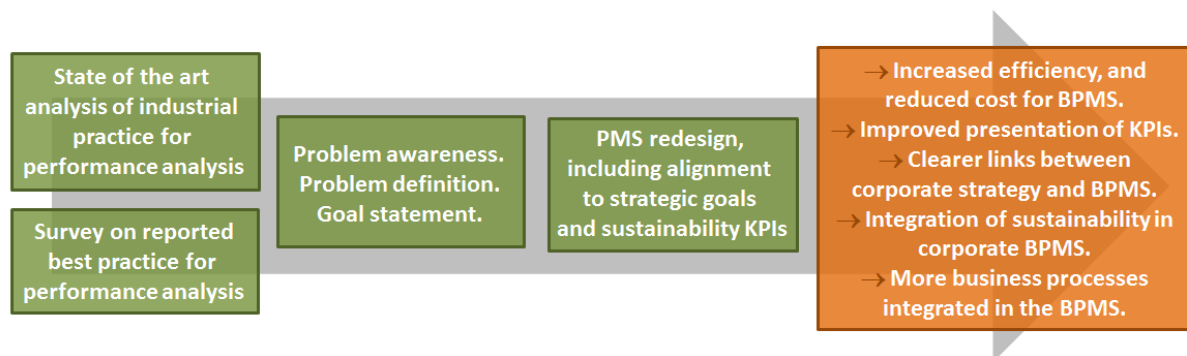 State of the art
analysis of industrial
practice for
performance analysis
Survey on reported
best practice for
performance analysis
Problem awareness.
Problem definition.
Goal statement.
PMS redesign,
including alignment
to strategic goals
and sustainability KPIs
→ Increased efficiency, and
reduced cost for BPMS.
→ Improved presentation of KPIs.
→ Clearer links between
corporate strategy and BPMS.
→ Integration of sustainability in
corporate BPMS.
→ More business processes
integrated in the BPMS.